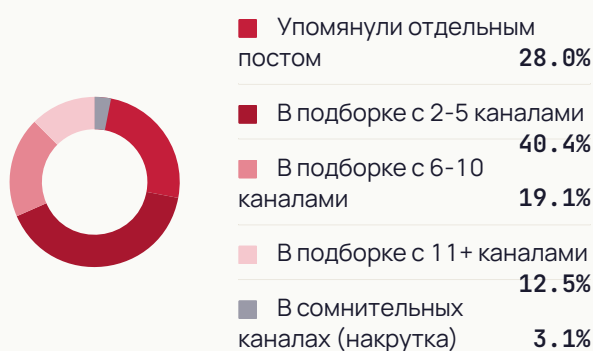 Упомянули отдельным
постом 28.0%
В подборке с 2-5 каналами
40.4%
В подборке с 6-10
каналами 19.1%
В подборке с 11+ каналами
12.5%
В сомнительных
каналах (накрутка) 3.1%